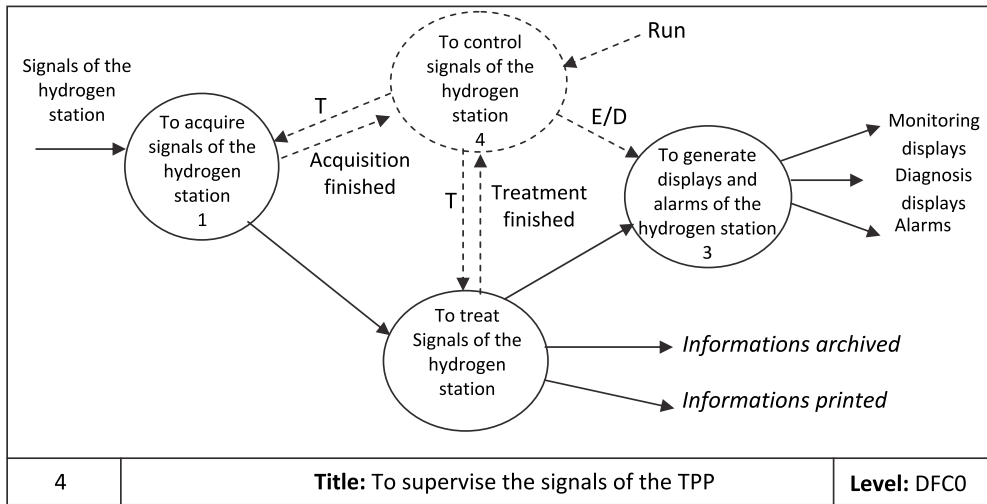 Signals of the
hydrogen
station
To acquire
signals of the
hydrogen
station
1
T
Acquisition
finished
To control
signals of the
hydrogen
station
4
Run
E/D
T
Treatment
finished
To generate
displays and
alarms of the
hydrogen station
3
Monitoring
displays
Diagnosis
displays
Alarms
To treat
Signals of the
hydrogen
station
Informations archived
Informations printed
4
Title: To supervise the signals of the TPP
Level: DFC0